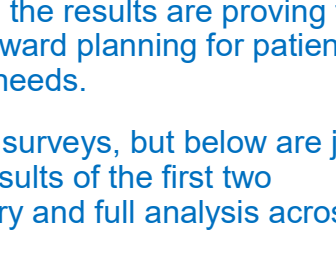 the results are proving
ward planning for patien
needs.
surveys, but below are j
sults of the first two
ry and full analysis acros